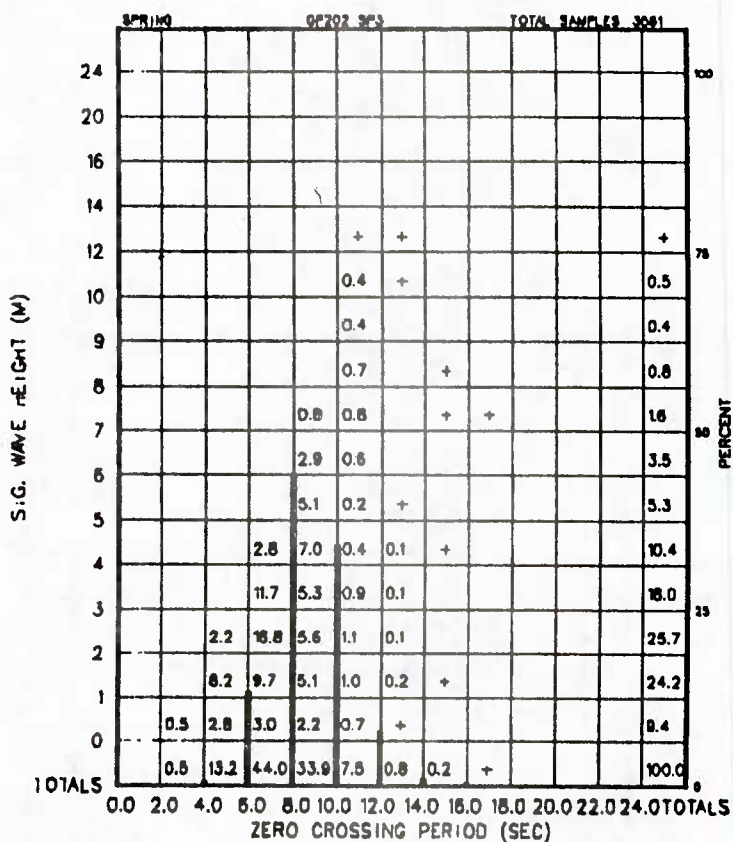 SPRING GP202 SP3 TOTAL SAMPLES 3061
24 100
20
16
14
+ + +
12 75
0.4 + 0.5
10
0.4 0.4
9
0.7 + 0.8
8
0.8 0.8 + + 1.6
7 50
2.9 0.6 3.5
6
5.1 0.2 + 5.3
5
2.8 7.0 0.4 0.1 + 10.4
4
11.7 5.3 0.9 0.1 18.0
3
25
2.2 16.8 5.6 1.1 0.1 25.7
2
8.2 9.7 5.1 1.0 0.2 + 24.2
1
0.5 2.8 3.0 2.2 0.7 + 9.4
0
0.5 13.2 44.0 33.9 7.5 0.8 0.2 + 100.0
TOTALS 0
0.0 2.0 4.0 6.0 8.0 10.0 12.0 14.0 16.0 18.0 20.0 22.0 24.0 TOTALS
ZERO CROSSING PERIOD (SEC)
SIG. WAVE HEIGHT (M)
PERCENT